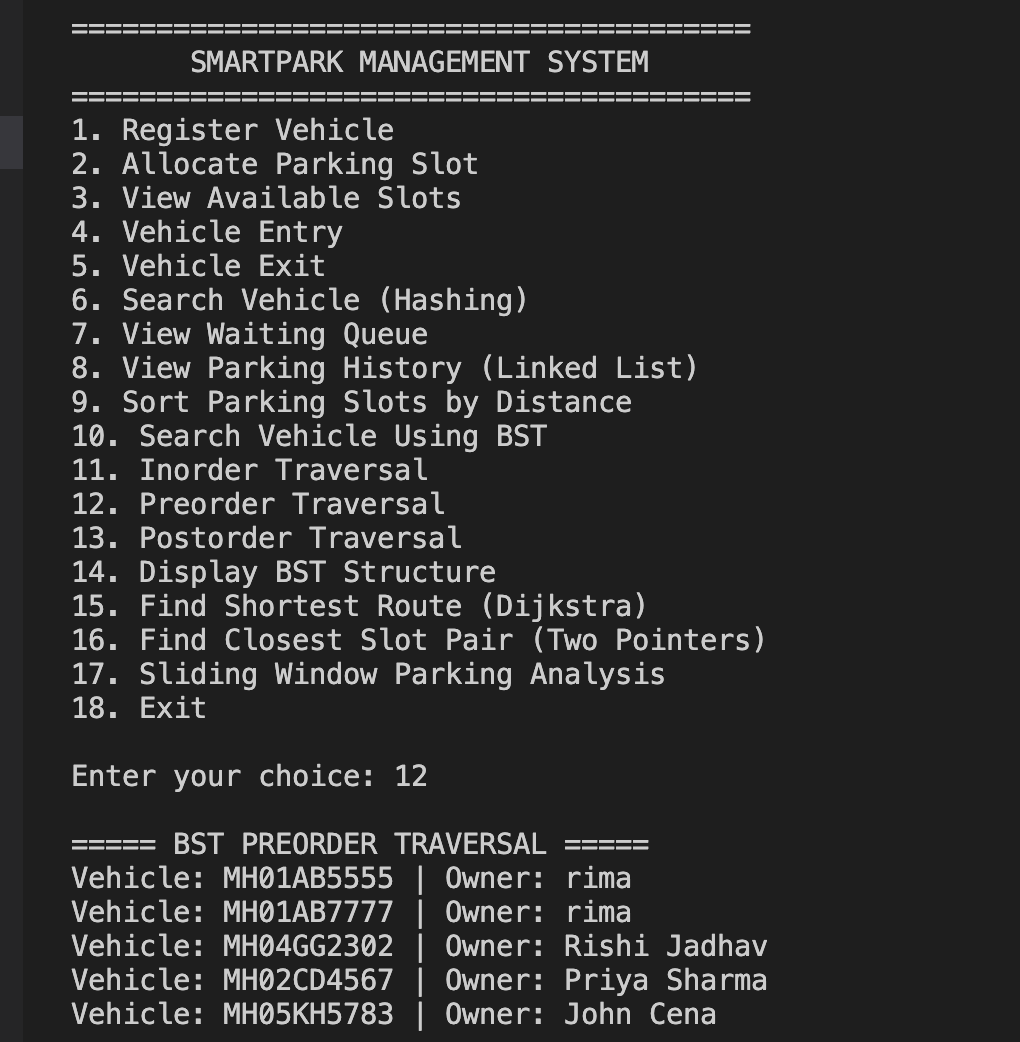 ========================================
SMARTPARK MANAGEMENT SYSTEM
========================================
1. Register Vehicle
2. Allocate Parking Slot
3. View Available Slots
4. Vehicle Entry
5. Vehicle Exit
6. Search Vehicle (Hashing)
7. View Waiting Queue
8. View Parking History (Linked List)
9. Sort Parking Slots by Distance
10. Search Vehicle Using BST
11. Inorder Traversal
12. Preorder Traversal
13. Postorder Traversal
14. Display BST Structure
15. Find Shortest Route (Dijkstra)
16. Find Closest Slot Pair (Two Pointers)
17. Sliding Window Parking Analysis
18. Exit
Enter your choice: 12
===== BST PREORDER TRAVERSAL =====
Vehicle: MH01AB5555 | Owner: rima
Vehicle: MH01AB7777 | Owner: rima
Vehicle: MH04GG2302 | Owner: Rishi Jadhav
Vehicle: MH02CD4567 | Owner: Priya Sharma
Vehicle: MH05KH5783 | Owner: John Cena